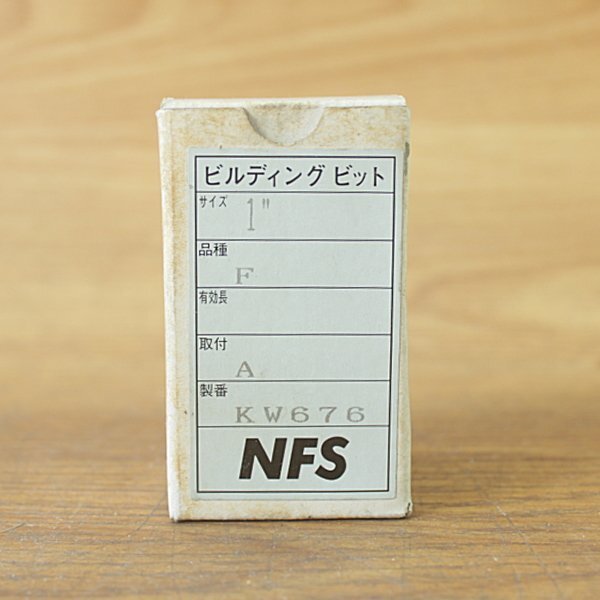 ビルディング ビット
サイズ 1"
品種 F
有効長
取付 A
製番 KW676
NFS